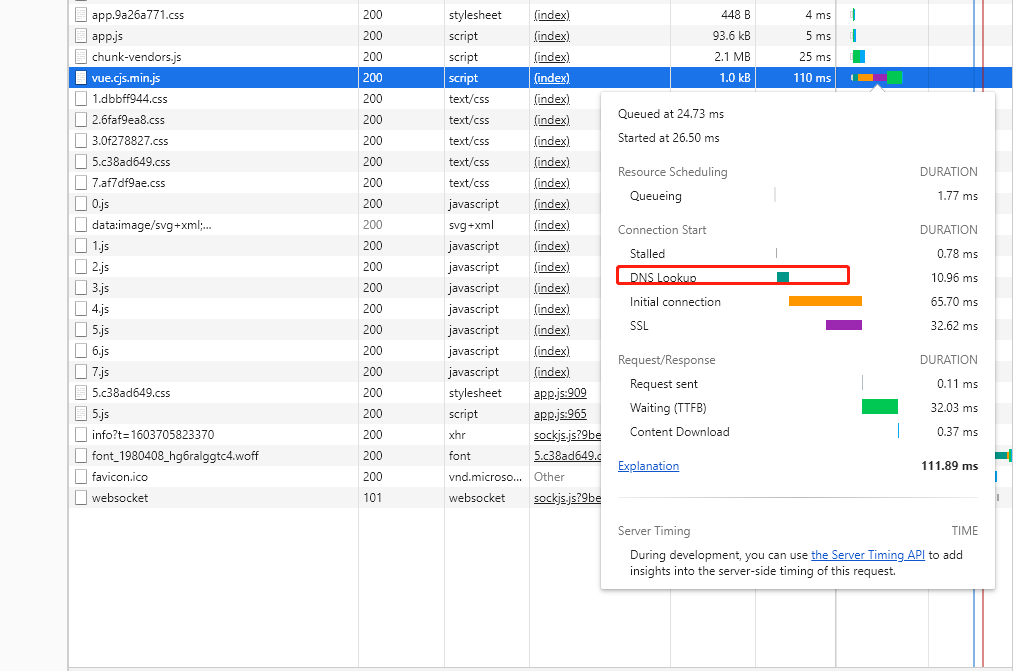 app.9a26a771.css 200 stylesheet (index) 448 B 4 ms
app.js 200 script (index) 93.6 kB 5 ms
chunk-vendors.js 200 script (index) 2.1 MB 25 ms
vue.cjs.min.js 200 script (index) 1.0 kB 110 ms
1.dbbff944.css 200 text/css (index)
2.6faf9ea8.css 200 text/css (index)
3.0f278827.css 200 text/css (index)
5.c38ad649.css 200 text/css (index)
7.af7df9ae.css 200 text/css (index)
0.js 200 javascript (index)
data:image/svg+xml;... 200 svg+xml (index)
1.js 200 javascript (index)
2.js 200 javascript (index)
3.js 200 javascript (index)
4.js 200 javascript (index)
5.js 200 javascript (index)
6.js 200 javascript (index)
7.js 200 javascript (index)
5.c38ad649.css 200 stylesheet app.js:909
5.js 200 script app.js:965
info?t=1603705823370 200 xhr sockjs.js?9be
font_1980408_hg6ralggtc4.woff 200 font 5.c38ad649.c
favicon.ico 200 vnd.microso... Other
websocket 101 websocket sockjs.js?9be
Queued at 24.73 ms
Started at 26.50 ms
Resource Scheduling DURATION
Queueing 1.77 ms
Connection Start DURATION
Stalled 0.78 ms
DNS Lookup 10.96 ms
Initial connection 65.70 ms
SSL 32.62 ms
Request/Response DURATION
Request sent 0.11 ms
Waiting (TTFB) 32.03 ms
Content Download 0.37 ms
Explanation 111.89 ms
Server Timing TIME
During development, you can use the Server Timing API to add
insights into the server-side timing of this request.